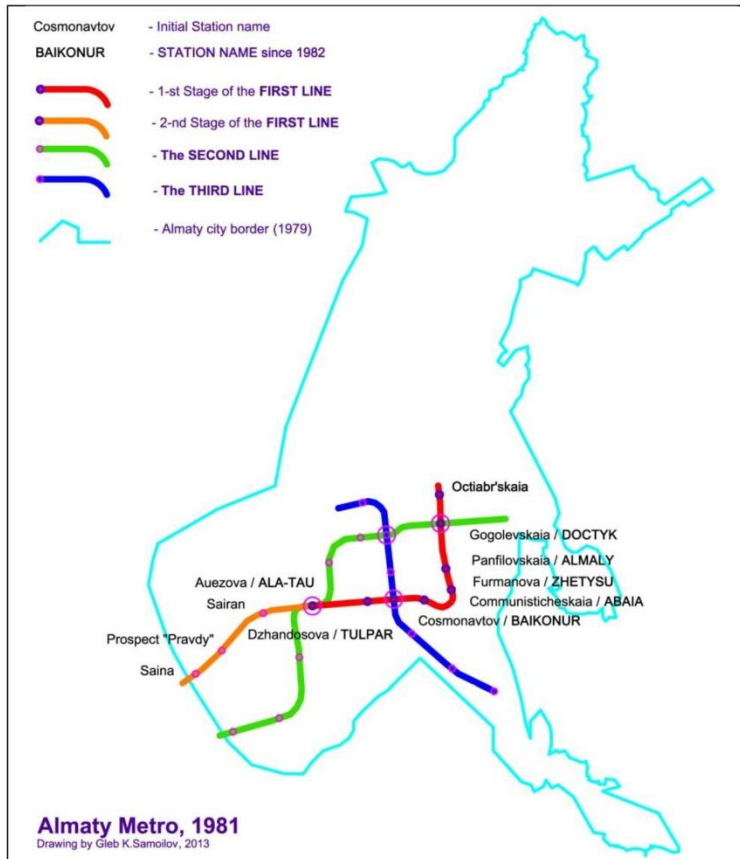 Cosmonavtov - Initial Station name
BAIKONUR - STATION NAME since 1982
- 1-st Stage of the FIRST LINE
- 2-nd Stage of the FIRST LINE
- The SECOND LINE
- The THIRD LINE
- Almaty city border (1979)
Octiabr'skaia
Gogolevskaia / DOCTYK
Panfilovskaia / ALMALY
Furmanova / ZHETYSU
Communisticheskaia / ABAIA
Cosmonavtov / BAIKONUR
Auezova / ALA-TAU
Sairan
Dzhandosova / TULPAR
Prospect "Pravdy"
Saina
Almaty Metro, 1981
Drawing by Gleb K.Samoilov, 2013